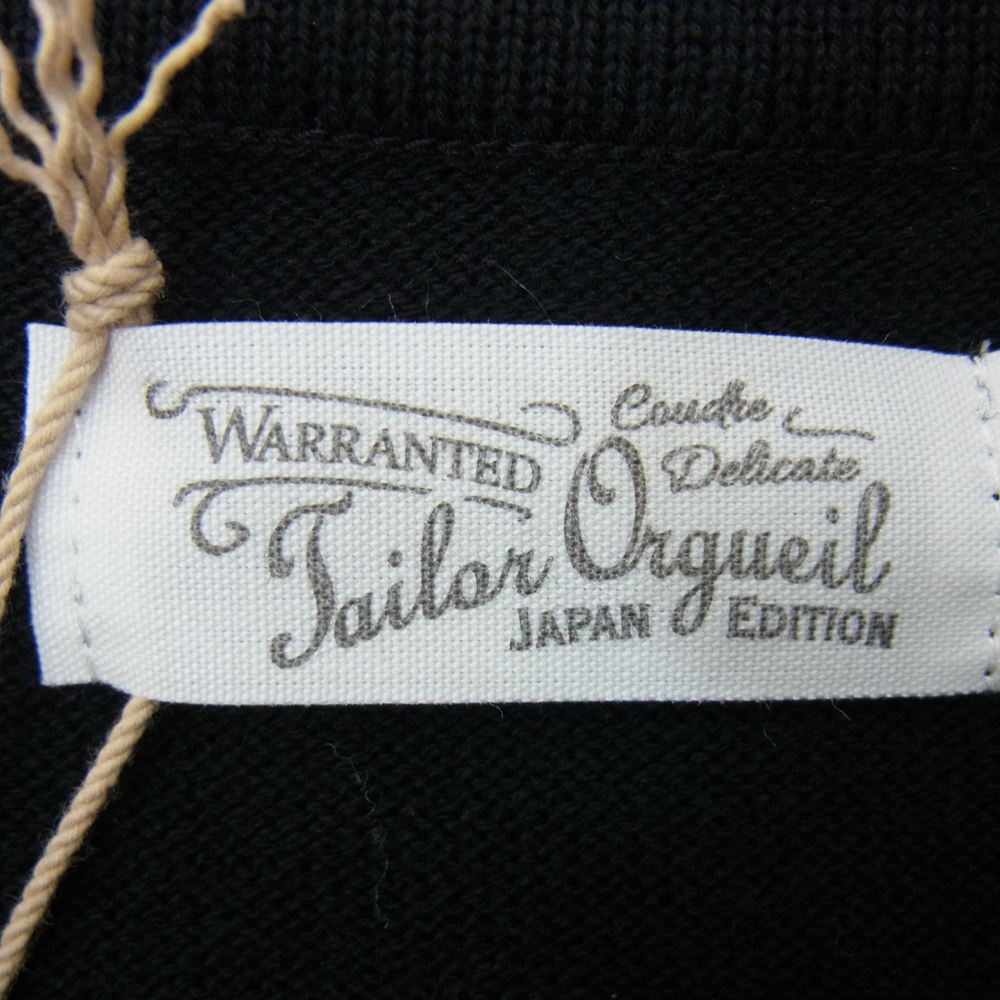 WARRANTED
Coudre
Delicate
Tailor Orgueil
JAPAN EDITION